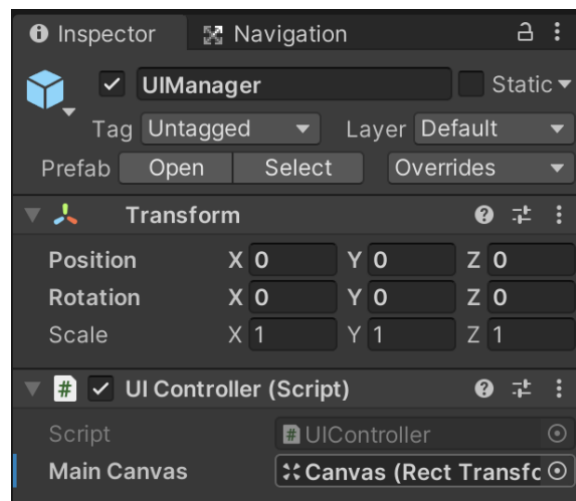 Inspector Navigation
UIManager Static
Tag Untagged Layer Default
Prefab Open Select Overrides
Transform
Position X 0 Y 0 Z 0
Rotation X 0 Y 0 Z 0
Scale X 1 Y 1 Z 1
# UI Controller (Script)
Script # UIController
Main Canvas Canvas (Rect Transfc